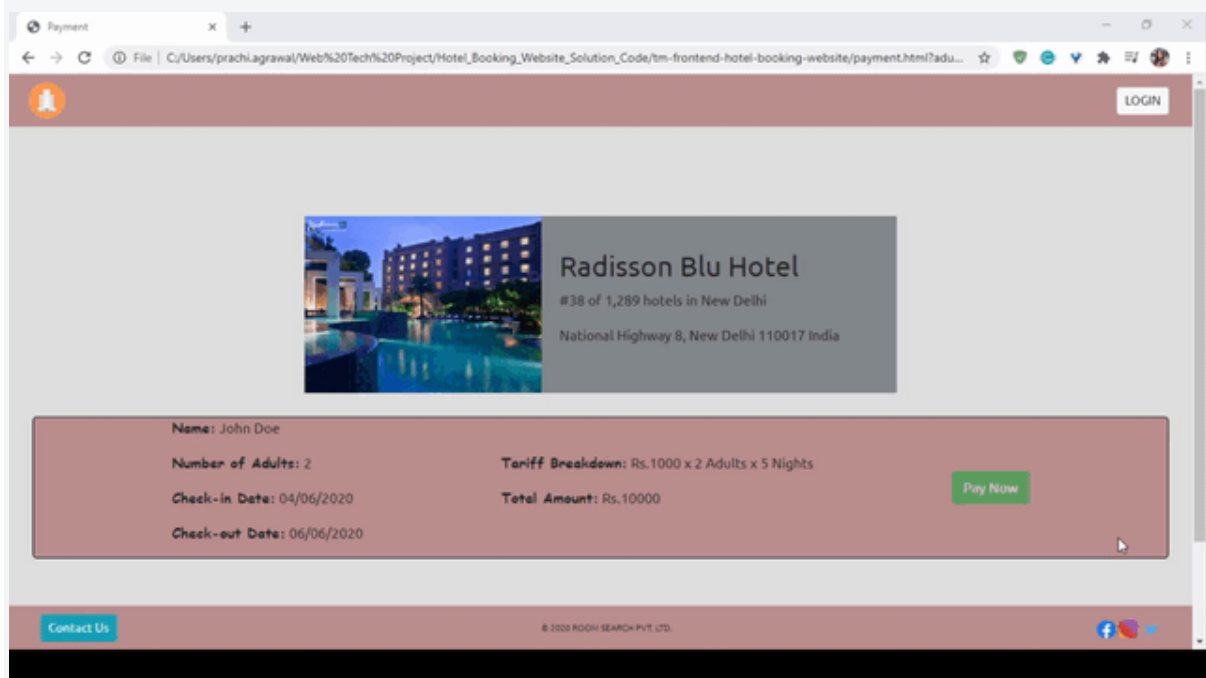 Payment
File | C:/Users/prachi.agrawal/Web%20Tech%20Project/Hotel_Booking_Website_Solution_Code/tm-frontend-hotel-booking-website/payment.html?adu...
LOGIN
Radisson Blu Hotel
#38 of 1,289 hotels in New Delhi
National Highway 8, New Delhi 110017 India
Name: John Doe
Number of Adults: 2
Tariff Breakdown: Rs.1000 x 2 Adults x 5 Nights
Check-in Date: 04/06/2020
Total Amount: Rs.10000
Pay Now
Check-out Date: 06/06/2020
Contact Us
© 2020 ROOM SEARCH PVT. LTD.